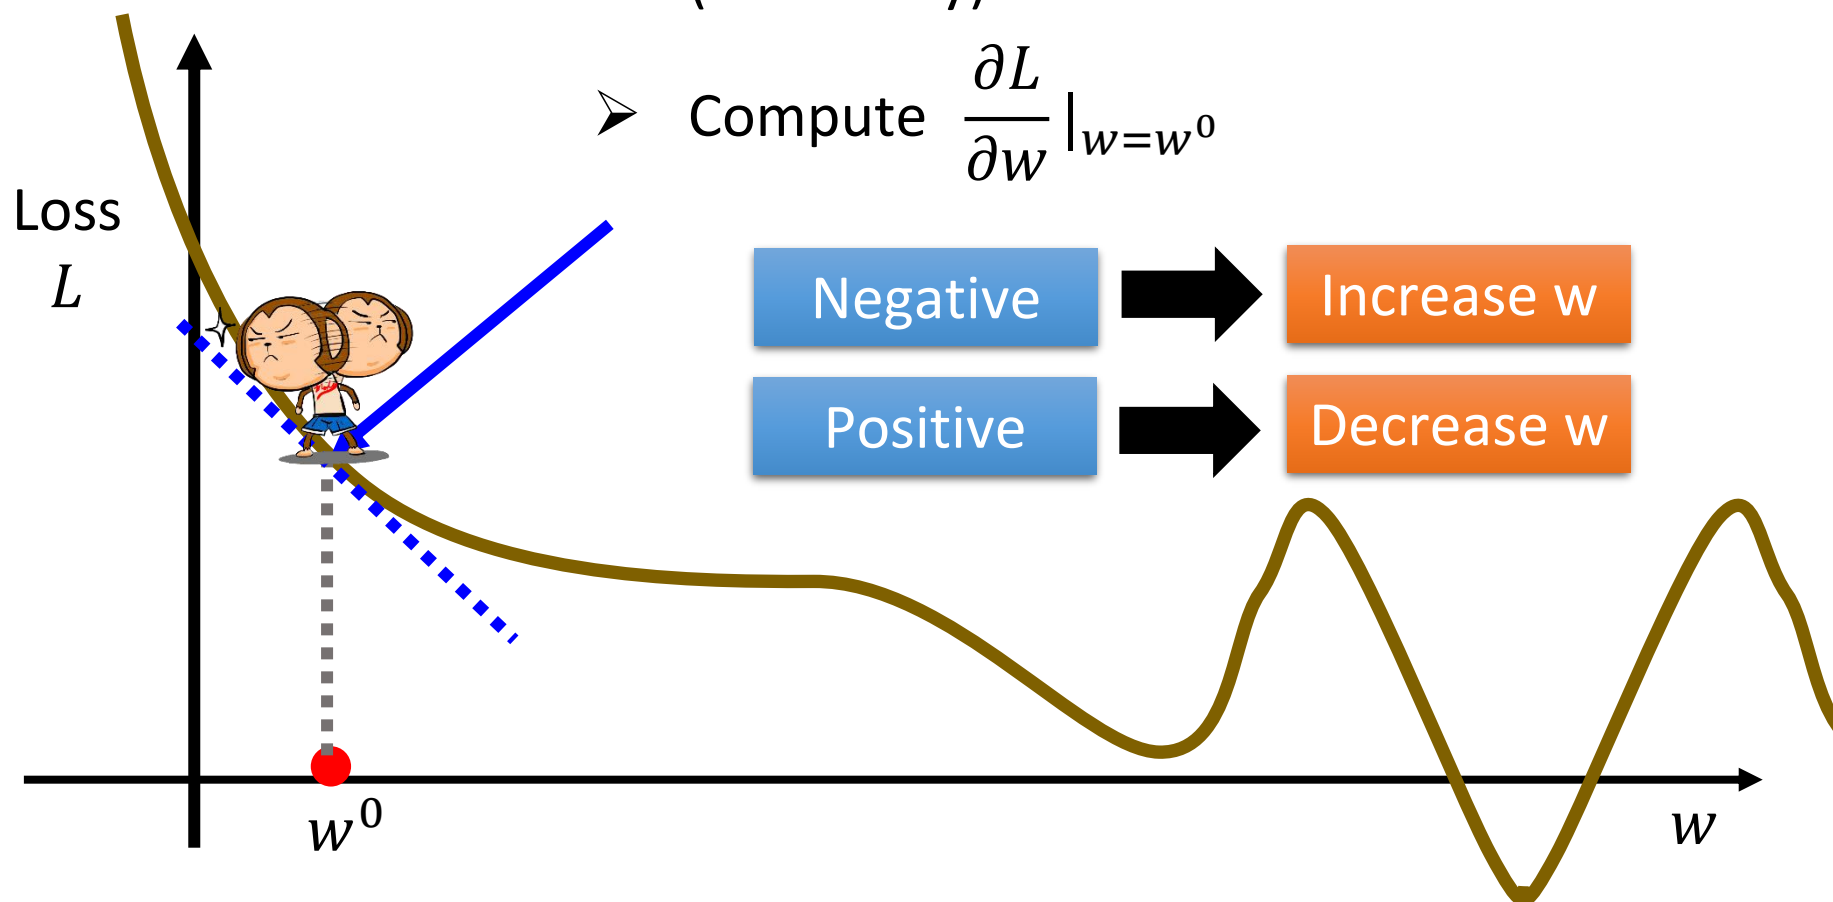 Compute ∂L/∂w |w=w⁰
Loss
L
Negative
Increase w
Positive
Decrease w
w⁰
w